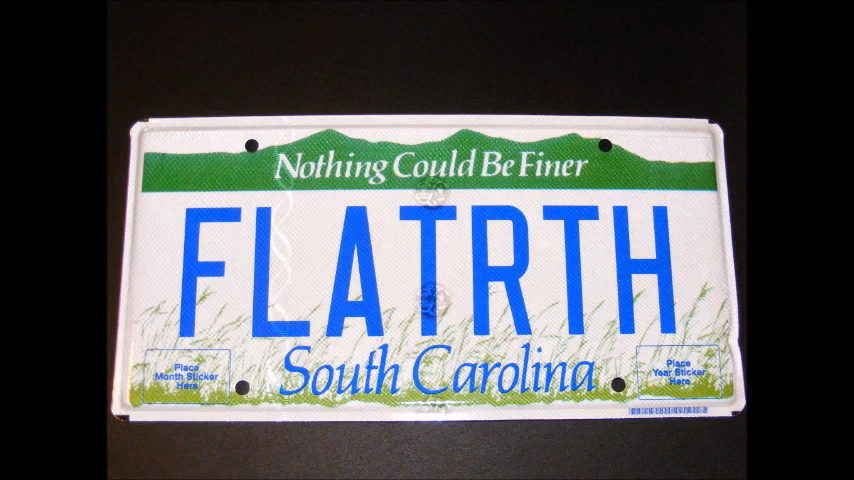 Nothing Could Be Finer
FLATRTH
South Carolina
Place
Month Sticker
Here
Place
Year Sticker
Here